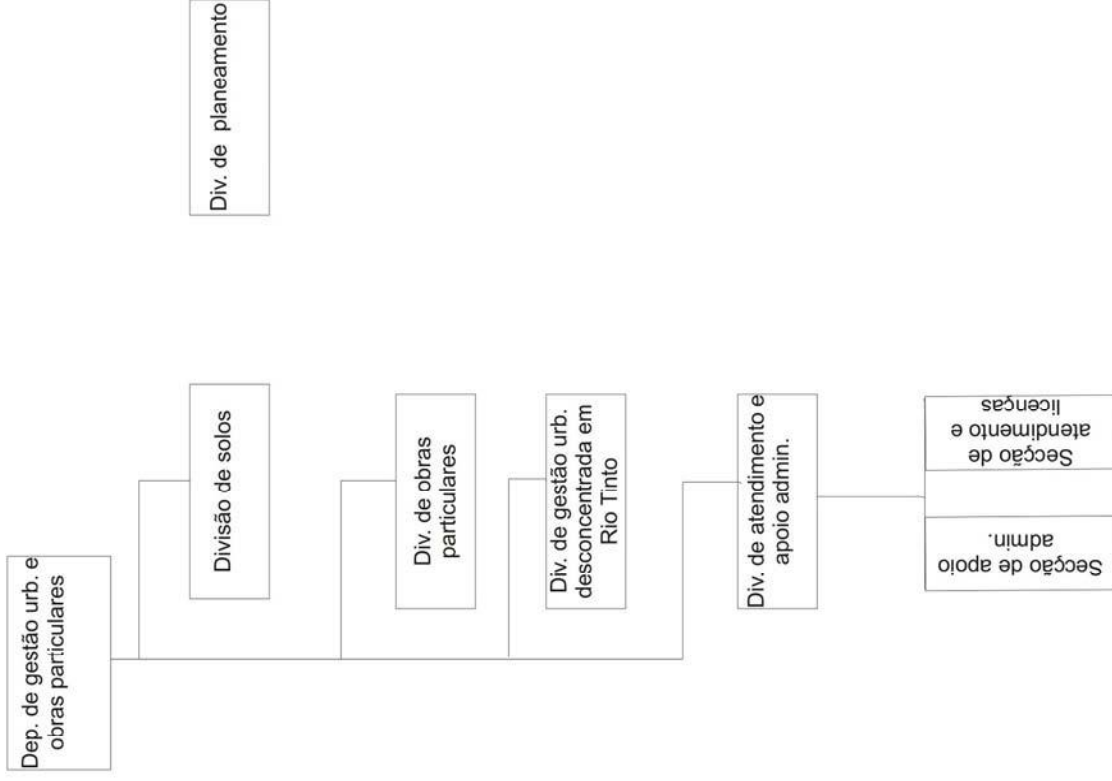 Dep. de gestão urb. e
obras particulares
Div. de planeamento
Divisão de solos
Div. de obras
particulares
Div. de gestão urb.
desconcentrada em
Rio Tinto
Div. de atendimento e
apoio admin.
Secção de apoio
admin.
Secção de
atendimento e
licenças